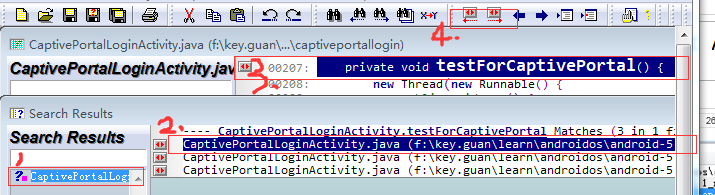 X→Y
4.
CaptivePortalLoginActivity.java (f:\key.guan\...\captiveportallogin)
CaptivePortalLoginActivity.jav
3.
00207: private void testForCaptivePortal() {
00208: new Thread(new Runnable() {
? Search Results
2.
Search Results
---- CaptivePortalLoginActivity.testForCaptivePortal Matches (3 in 1 f
1
CaptivePortalLoginActivity.java (f:\key.guan\learn\androidos\android-5
CaptivePortalLoginActivity.java (f:\key.guan\learn\androidos\android-5
? CaptivePortalLog
CaptivePortalLoginActivity.java (f:\key.guan\learn\androidos\android-5